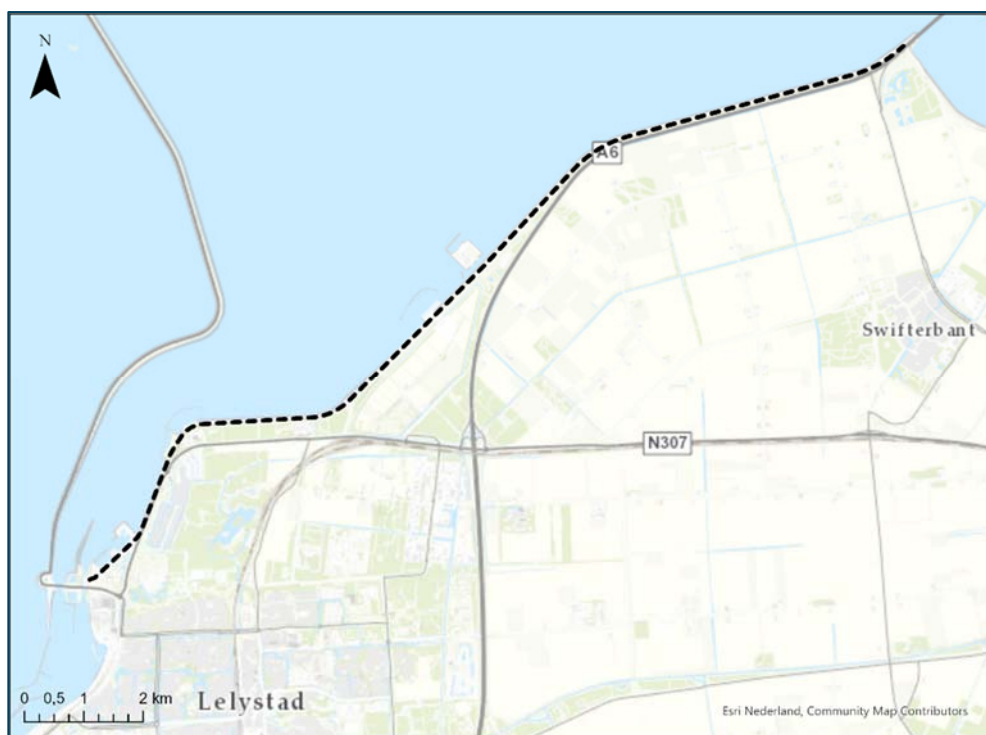 N
A6
Swifterbant
N307
0 0,5 1 2 km
Lelystad
Esri Nederland, Community Map Contributors